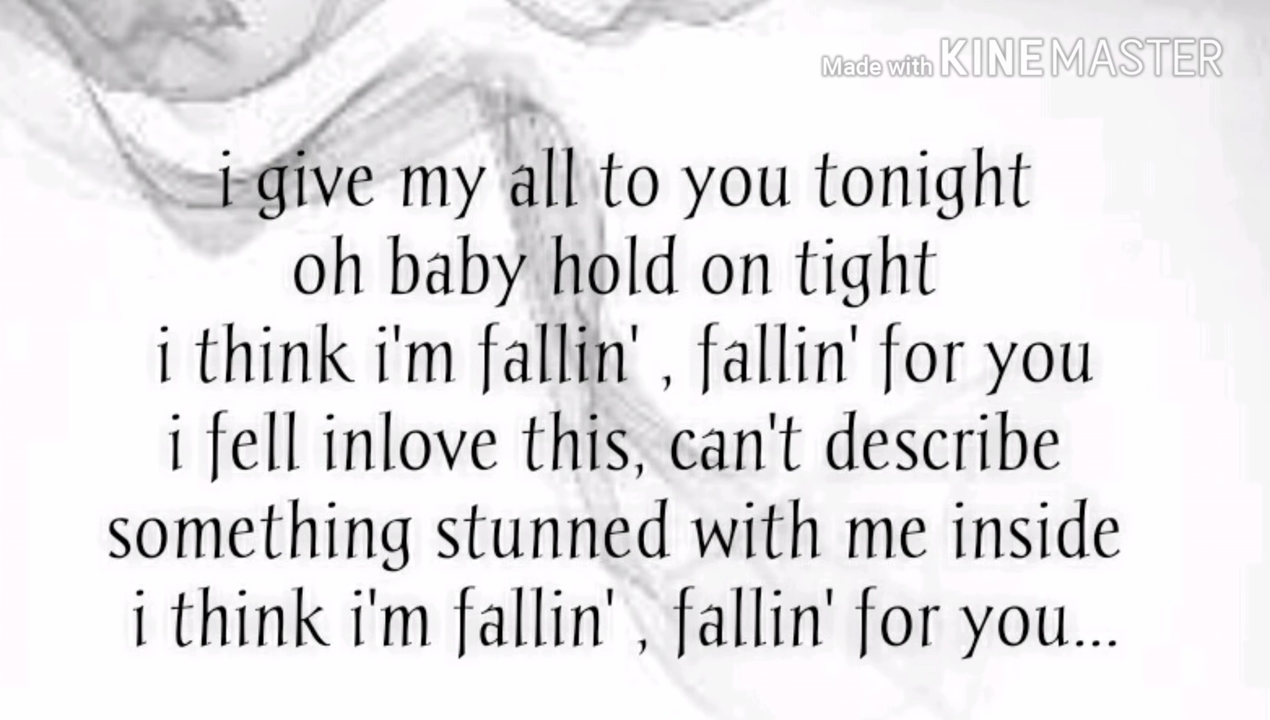 Made with KINEMASTER
i give my all to you tonight
oh baby hold on tight
i think i'm fallin' , fallin' for you
i fell inlove this, can't describe
something stunned with me inside
i think i'm fallin' , fallin' for you...